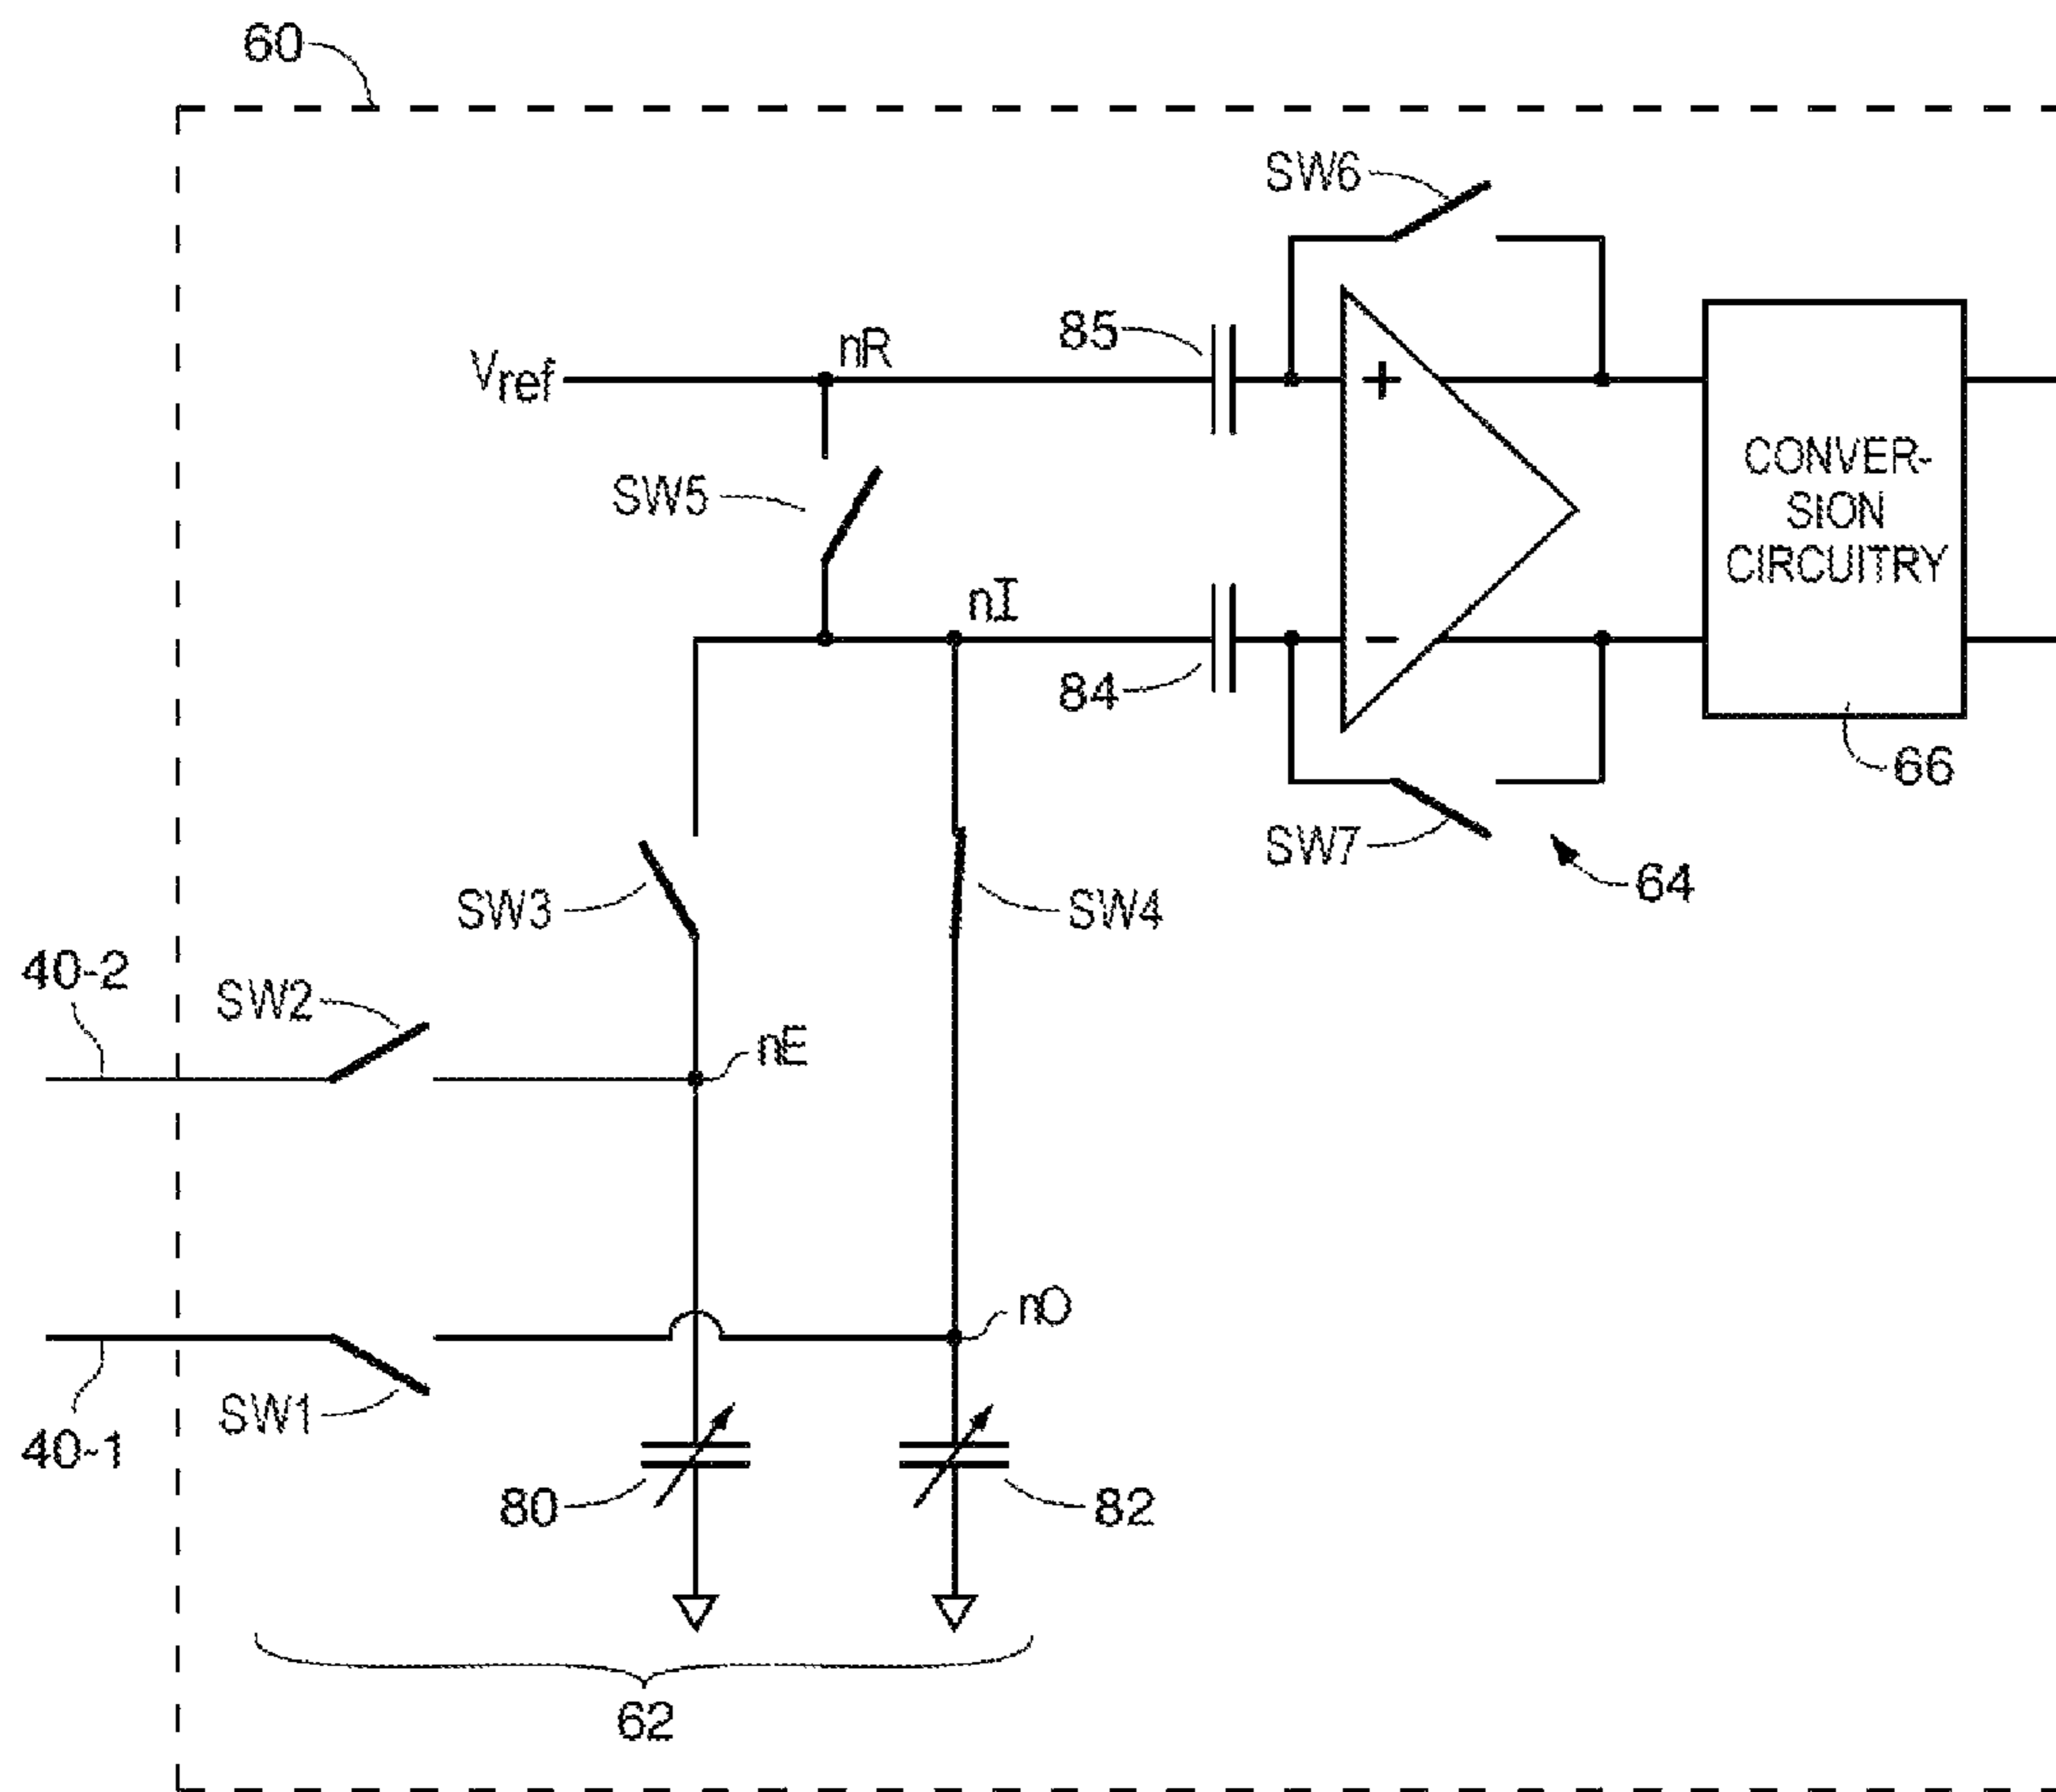 60
SW6
85
nR
Vref
+
CONVER-
SION
CIRCUITRY
SW5
nI
−
84
66
SW7
64
SW3
SW4
40-2
SW2
nE
nO
SW1
40-1
80
82
62